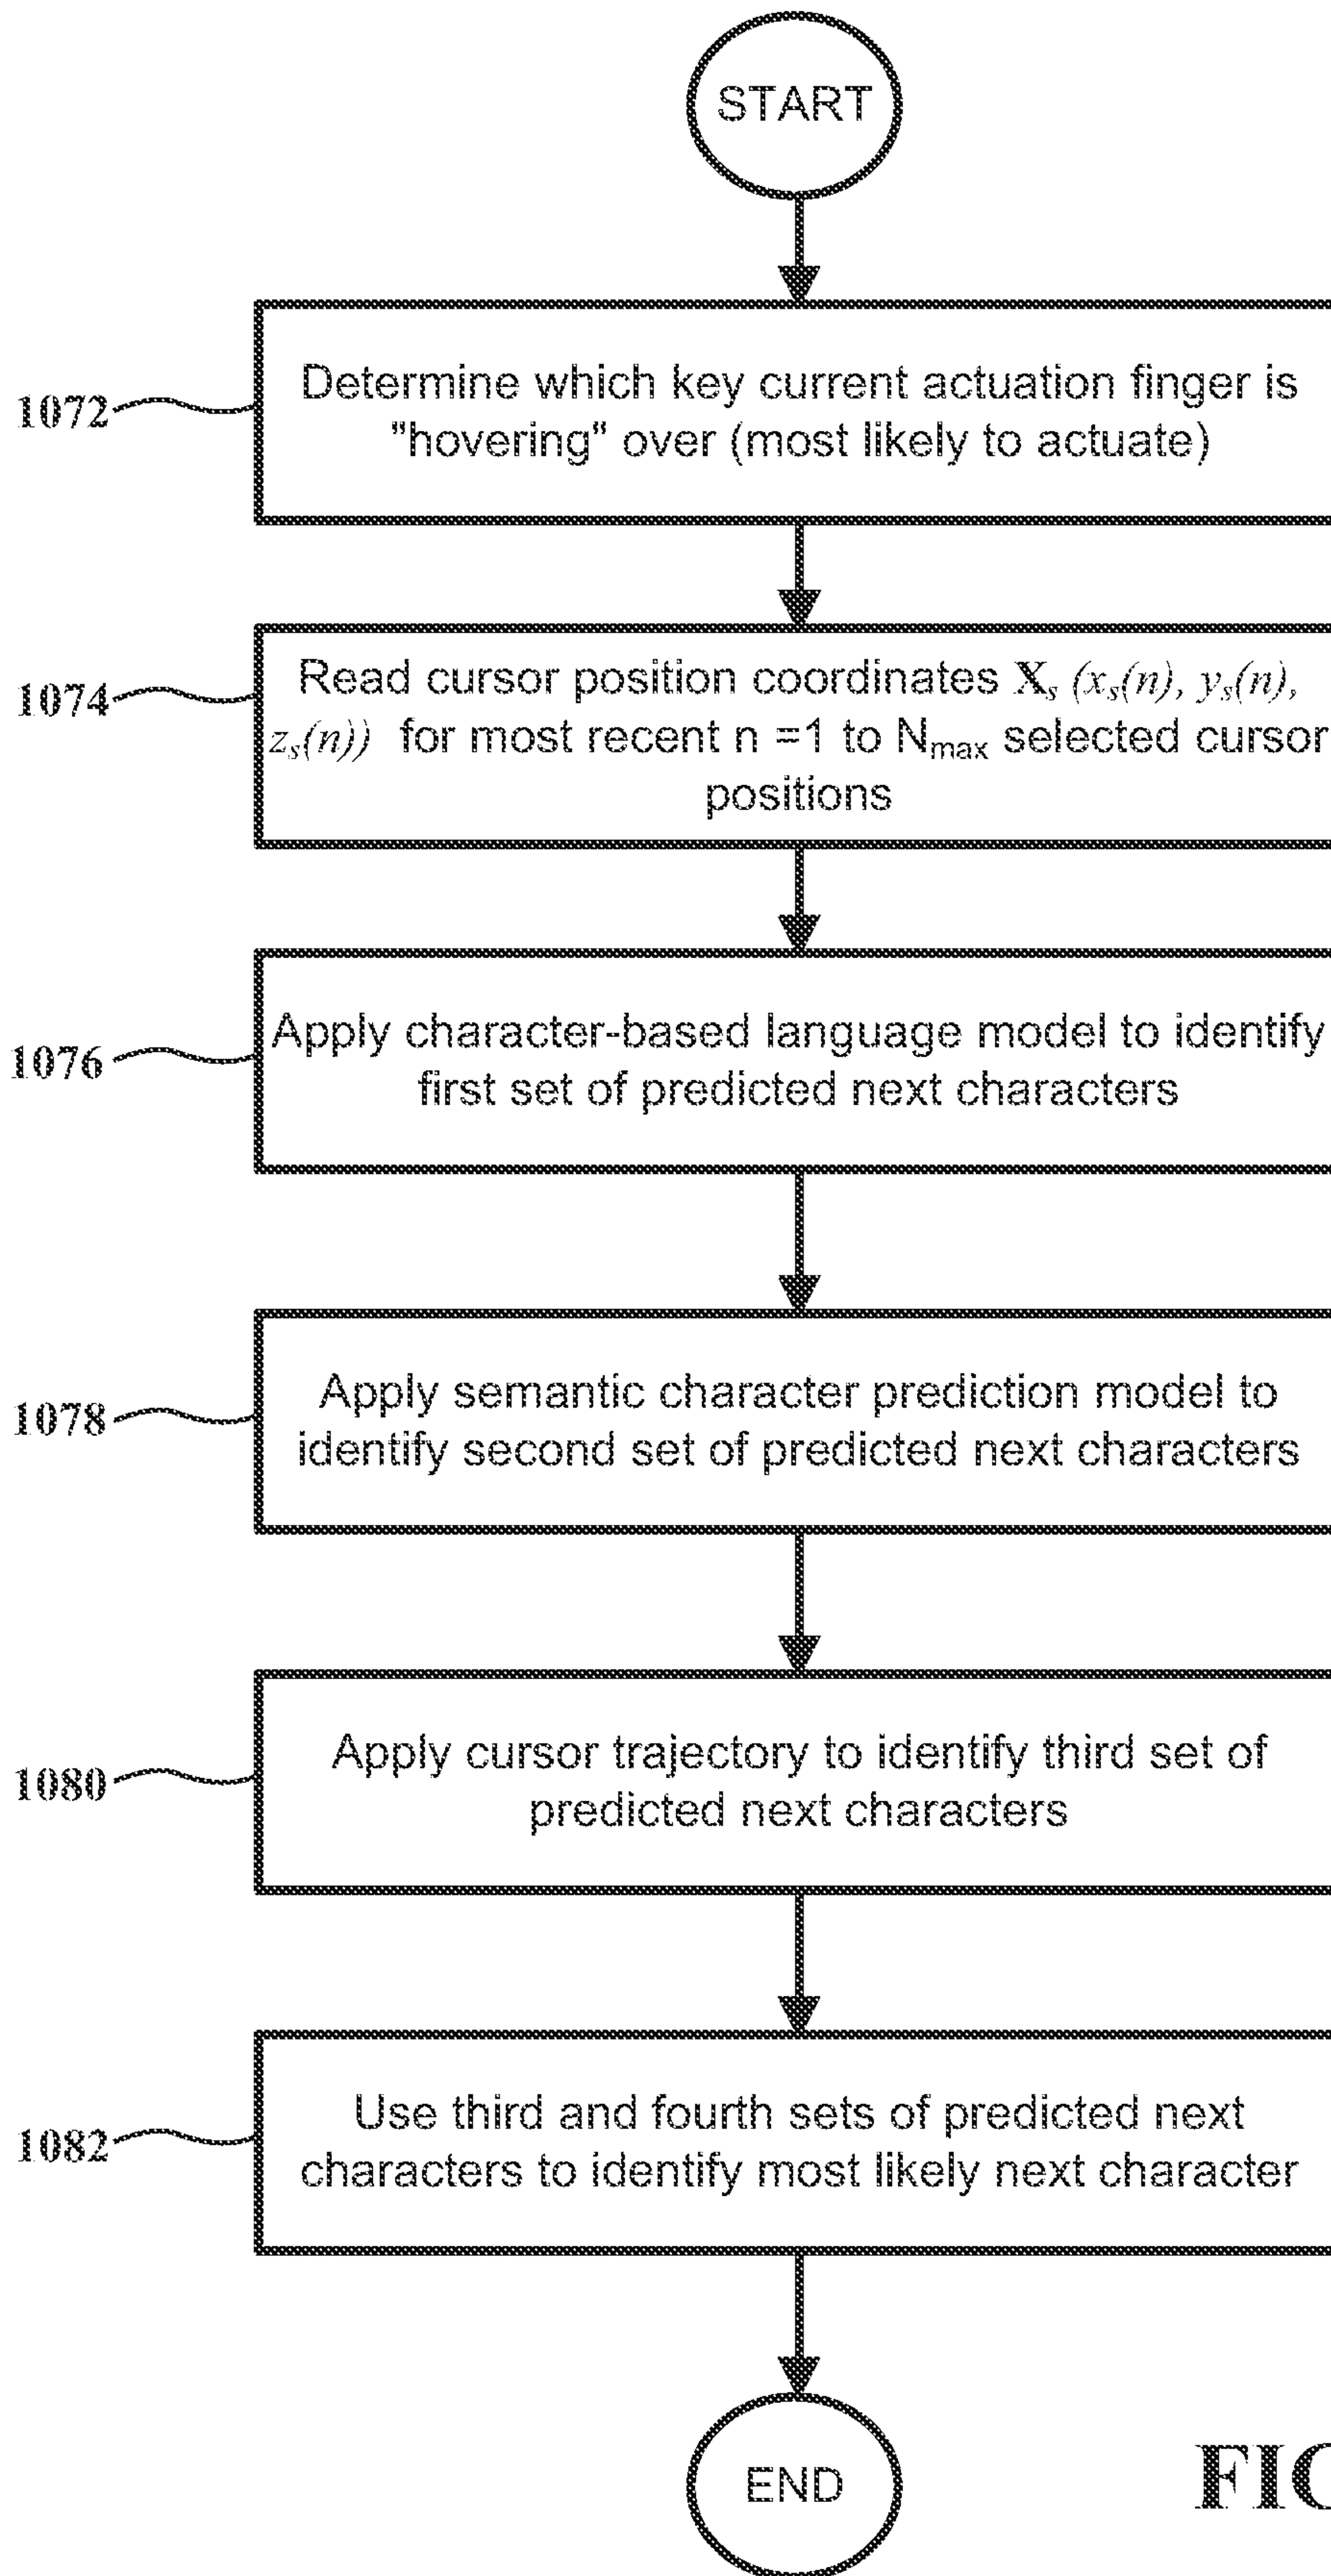 START
1072
Determine which key current actuation finger is
"hovering" over (most likely to actuate)
1074
Read cursor position coordinates Xs (xs(n), ys(n),
zs(n)) for most recent n =1 to Nmax selected cursor
positions
1076
Apply character-based language model to identify
first set of predicted next characters
1078
Apply semantic character prediction model to
identify second set of predicted next characters
1080
Apply cursor trajectory to identify third set of
predicted next characters
1082
Use third and fourth sets of predicted next
characters to identify most likely next character
END